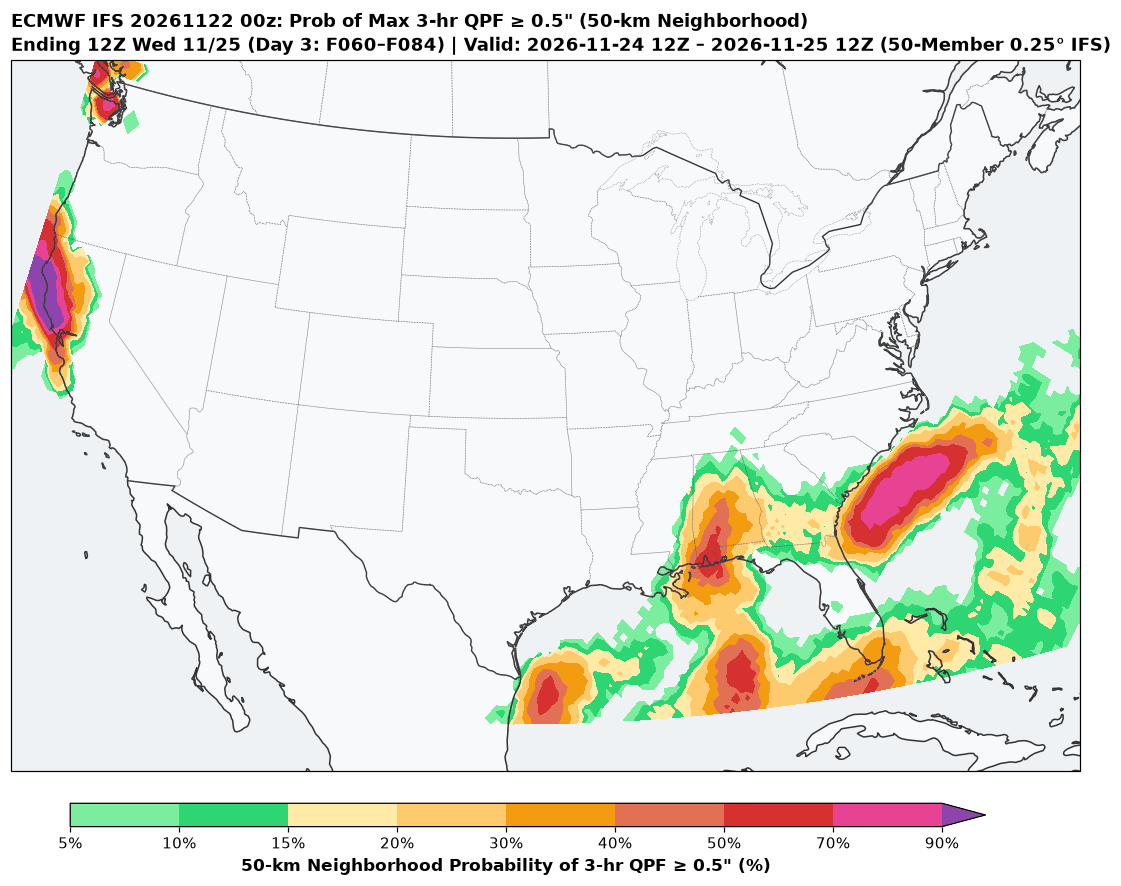 ECMWF IFS 20261122 00z: Prob of Max 3-hr QPF ≥ 0.5" (50-km Neighborhood)
Ending 12Z Wed 11/25 (Day 3: F060–F084) | Valid: 2026-11-24 12Z – 2026-11-25 12Z (50-Member 0.25° IFS)
5% 10% 15% 20% 30% 40% 50% 70% 90%
50-km Neighborhood Probability of 3-hr QPF ≥ 0.5" (%)